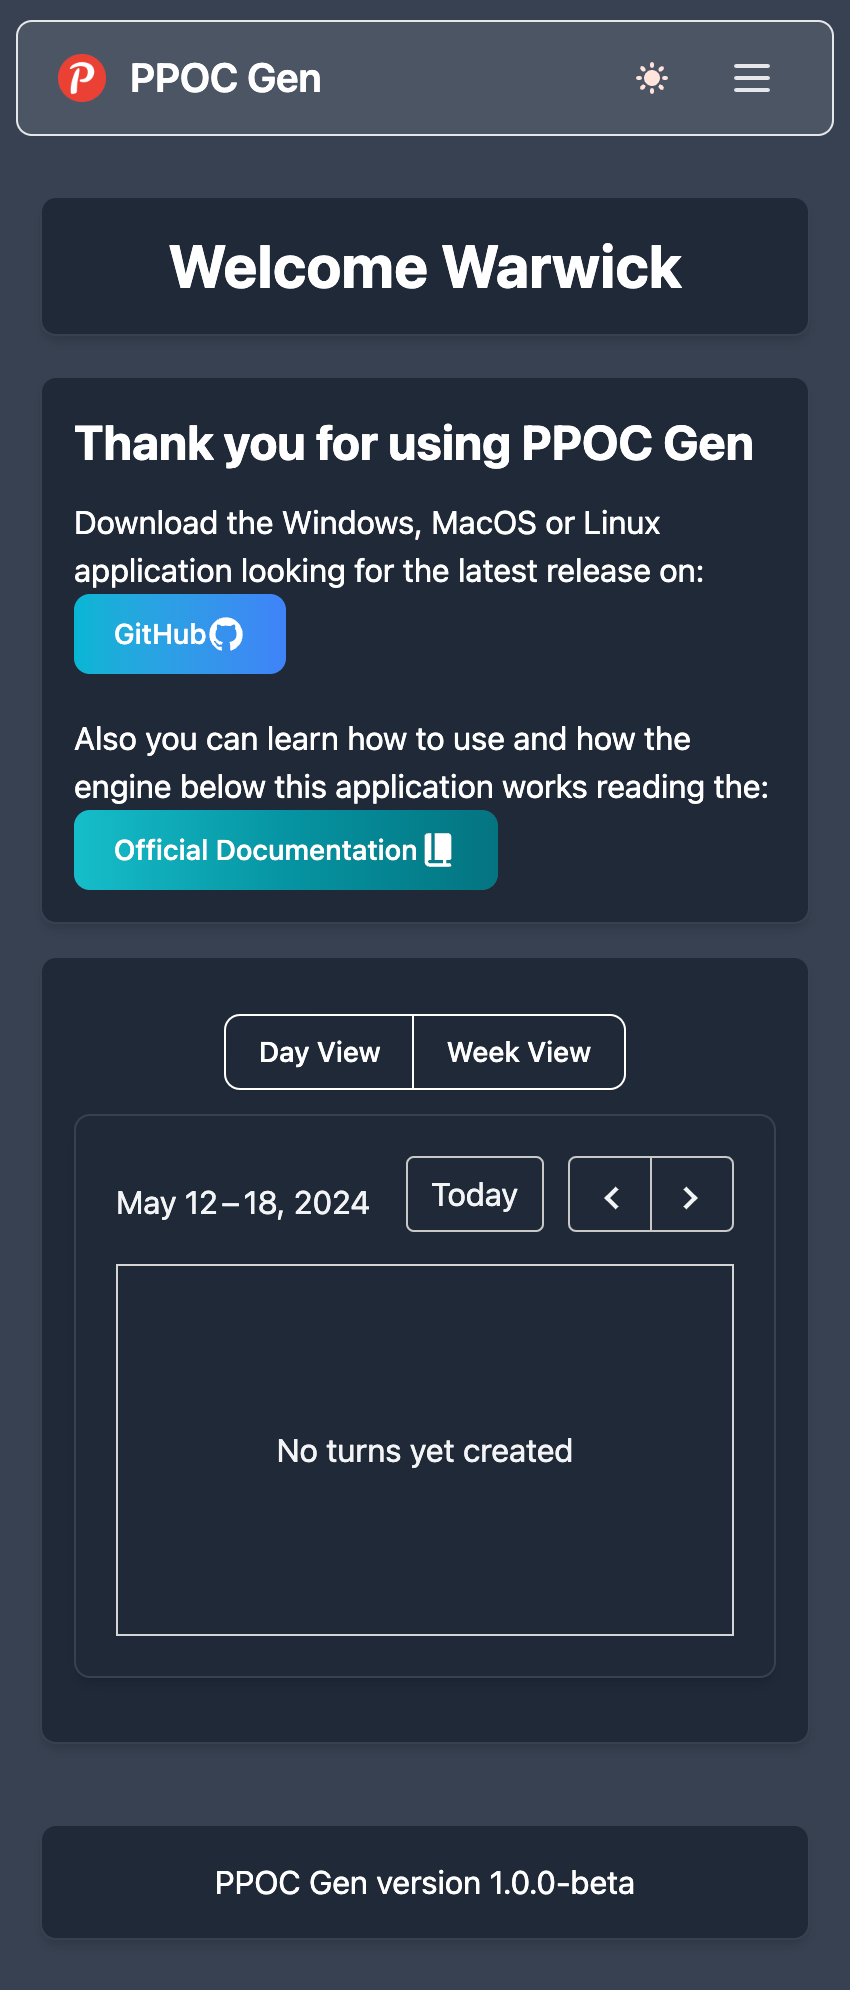 PPOC Gen
Welcome Warwick
Thank you for using PPOC Gen
Download the Windows, MacOS or Linux
application looking for the latest release on:
GitHub
Also you can learn how to use and how the
engine below this application works reading the:
Official Documentation
Day View
Week View
May 12 – 18, 2024
Today
No turns yet created
PPOC Gen version 1.0.0-beta